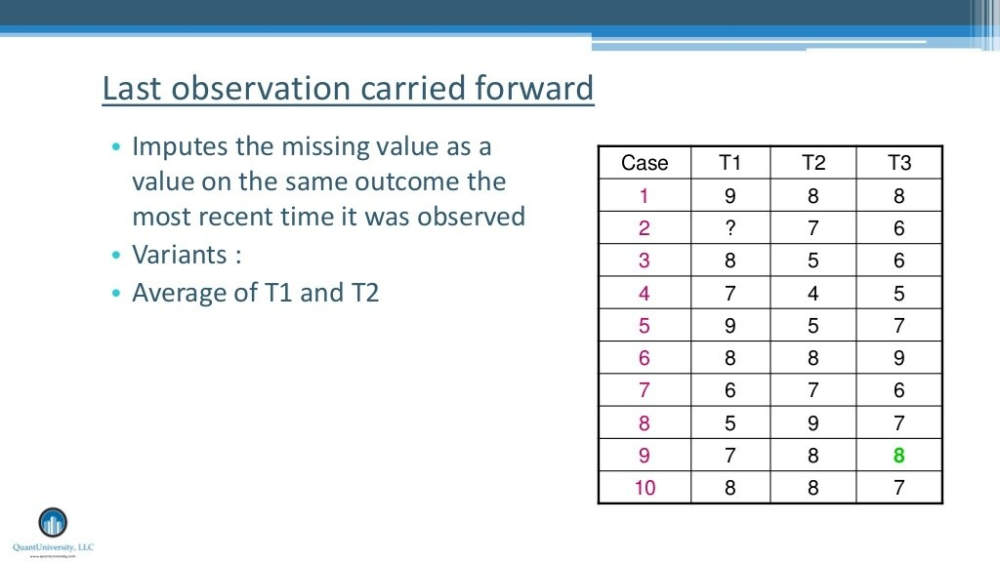 Last observation carried forward
• Imputes the missing value as a
value on the same outcome the
most recent time it was observed
• Variants :
• Average of T1 and T2
Case T1 T2 T3
1 9 8 8
2 ? 7 6
3 8 5 6
4 7 4 5
5 9 5 7
6 8 8 9
7 6 7 6
8 5 9 7
9 7 8 8
10 8 8 7
QuantUniversity, LLC
www.quantuniversity.com